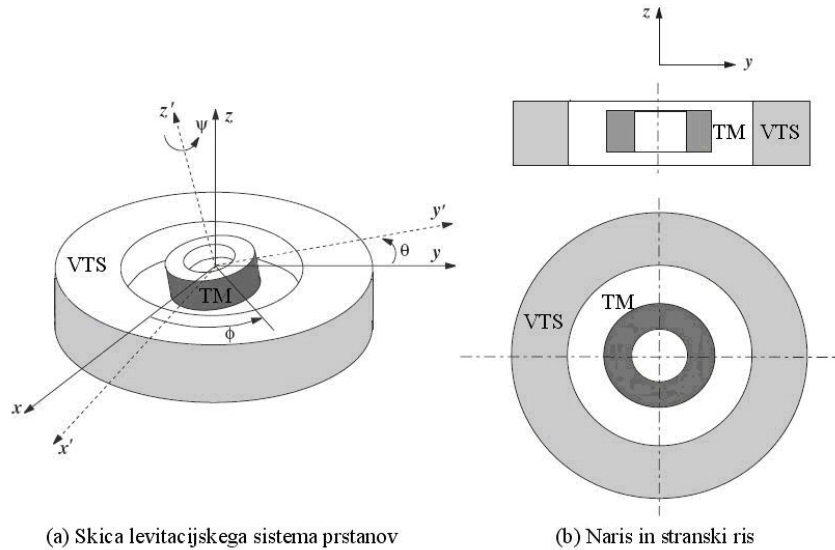 z'
ψ
z
y'
θ
y
VTS
TM
ϕ
x
x'
(a) Skica levitacijskega sistema prstanov
z
y
TM
VTS
TM
VTS
(b) Naris in stranski ris